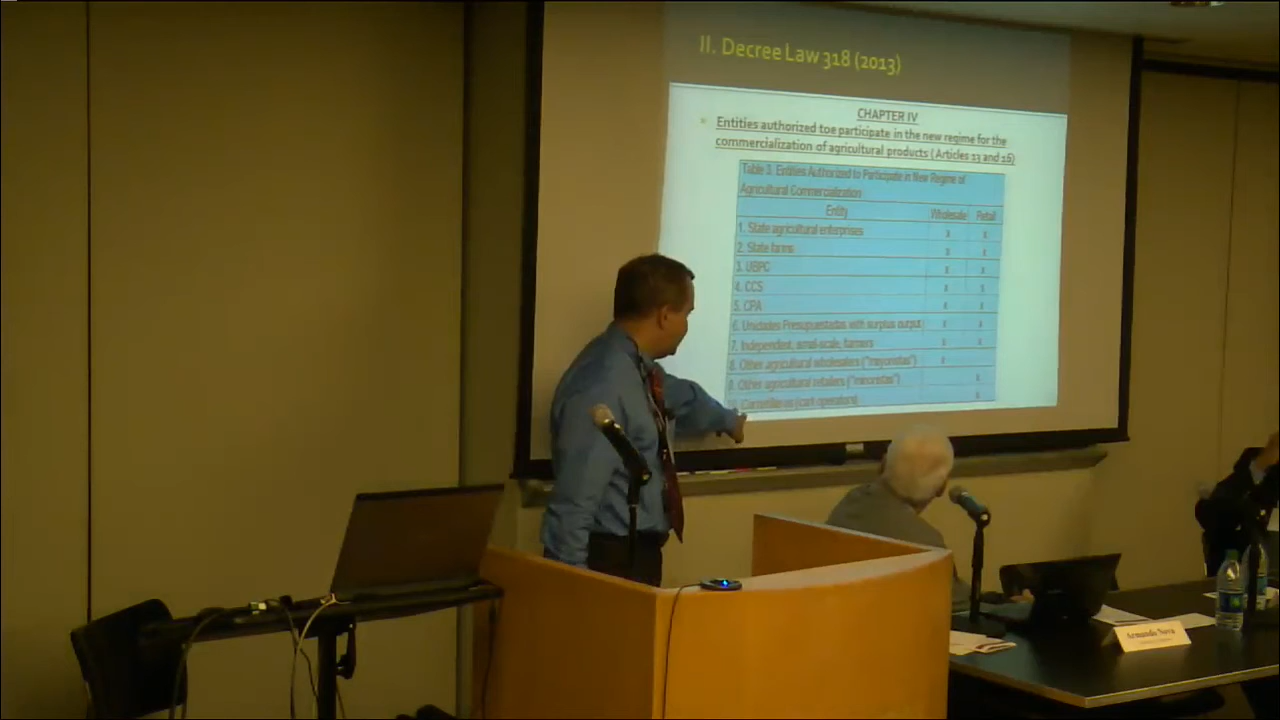 II. Decree Law 318 (2013)
CHAPTER IV
Entities authorized toe participate in the new regime for the
commercialization of agricultural products (Articles 13 and 16)
Table 3. Entities Authorized to Participate in New Regime of
Agricultural Commercialization
Entity Wholesale Retail
1. State agricultural enterprises x x
2. State farms x x
3. UBPC x x
4. CCS x x
5. CPA x x
6. Unidades Presupuestadas with surplus output x x
7. Independent, small-scale, farmers x x
8. Other agricultural wholesalers ("mayoristas") x
9. Other agricultural retailers ("minoristas") x
10. Carretilleros (cart operators) x
Armando Nova